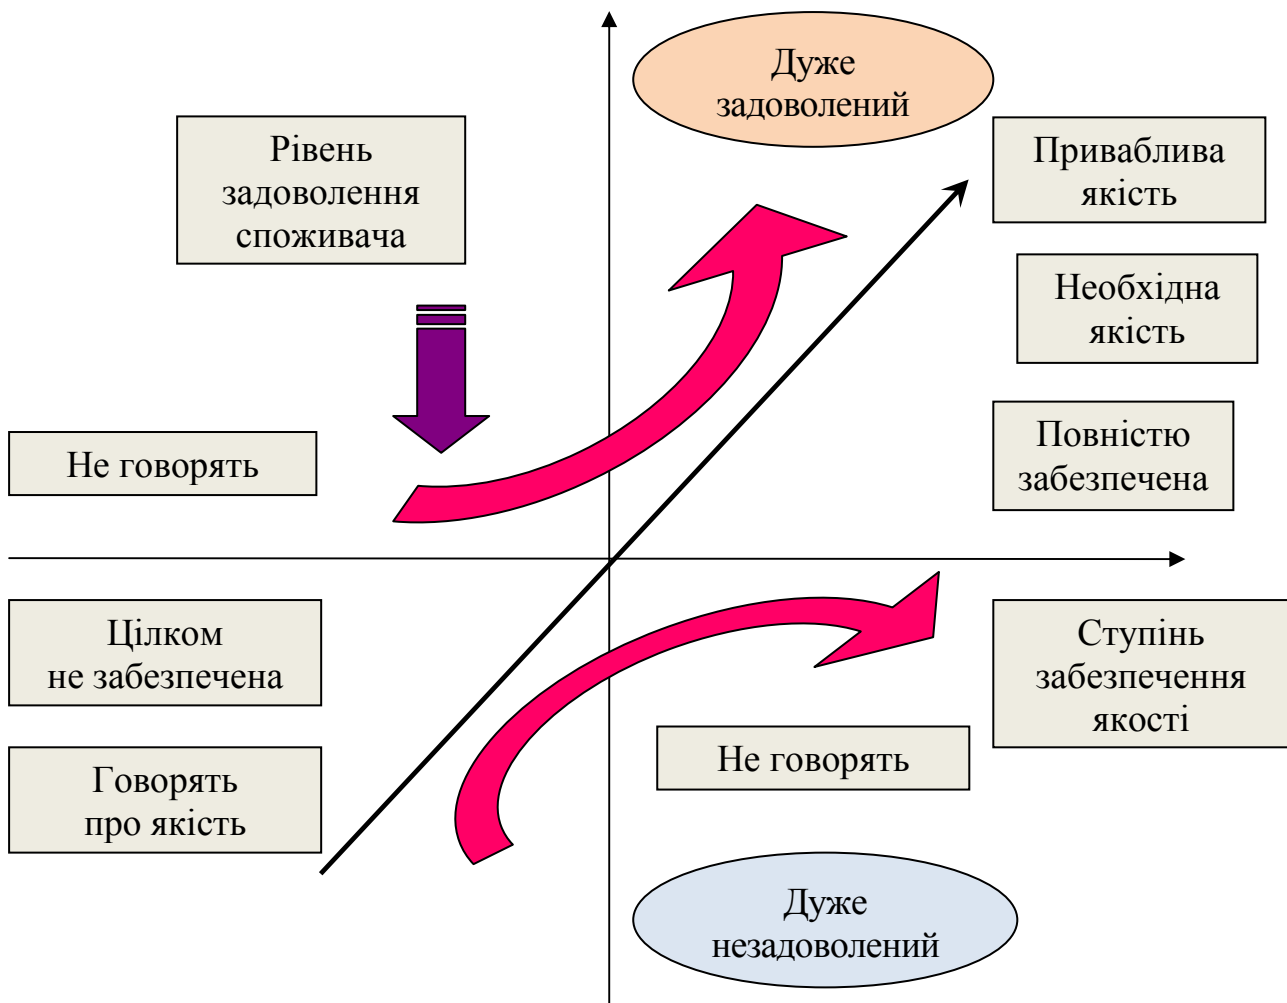 Дуже
задоволений
Рівень
задоволення
споживача
Приваблива
якість
Необхідна
якість
Не говорять
Повністю
забезпечена
Цілком
не забезпечена
Ступінь
забезпечення
якості
Говорять
про якість
Не говорять
Дуже
незадоволений